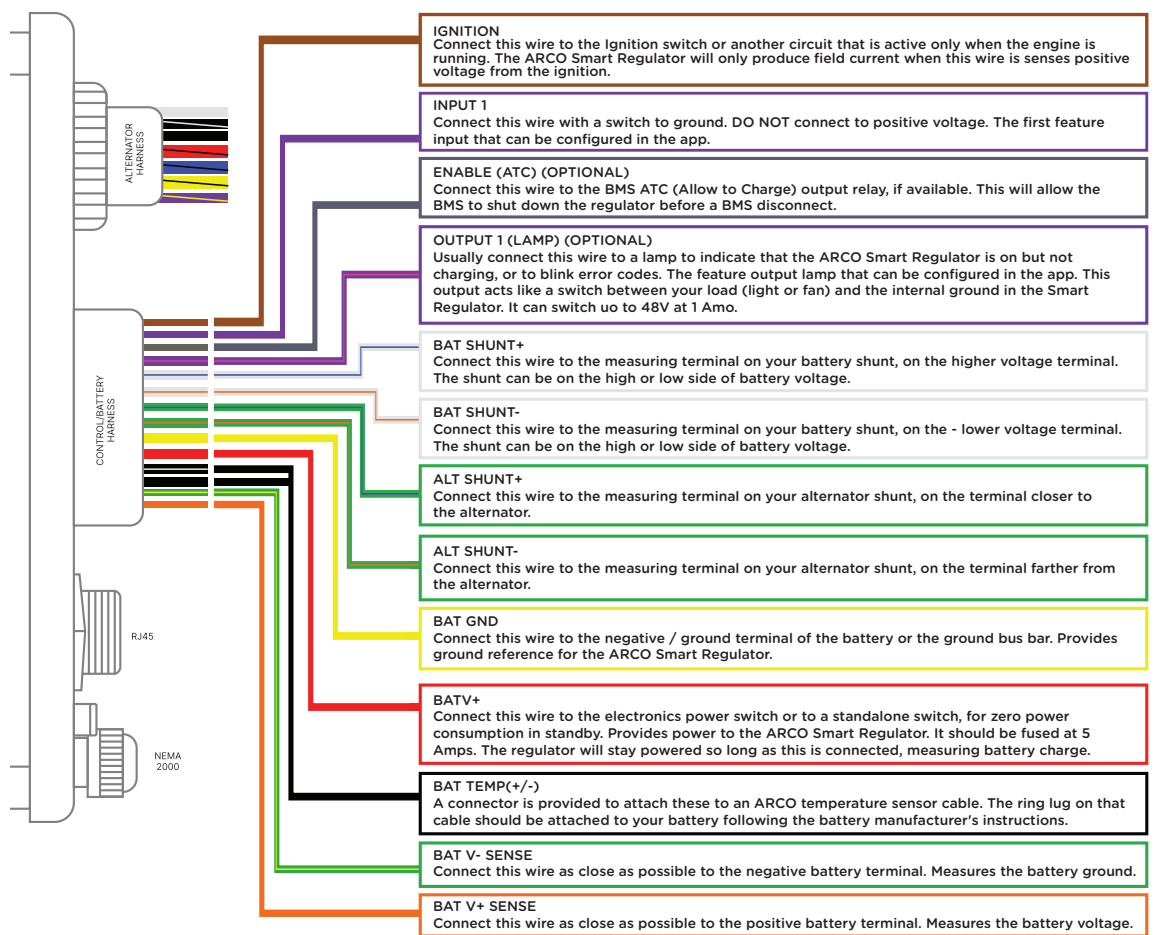 IGNITION
Connect this wire to the Ignition switch or another circuit that is active only when the engine is
running. The ARCO Smart Regulator will only produce field current when this wire is senses positive
voltage from the ignition.
INPUT 1
Connect this wire with a switch to ground. DO NOT connect to positive voltage. The first feature
input that can be configured in the app.
ENABLE (ATC) (OPTIONAL)
Connect this wire to the BMS ATC (Allow to Charge) output relay, if available. This will allow the
BMS to shut down the regulator before a BMS disconnect.
OUTPUT 1 (LAMP) (OPTIONAL)
Usually connect this wire to a lamp to indicate that the ARCO Smart Regulator is on but not
charging, or to blink error codes. The feature output lamp that can be configured in the app. This
output acts like a switch between your load (light or fan) and the internal ground in the Smart
Regulator. It can switch uo to 48V at 1 Amo.
BAT SHUNT+
Connect this wire to the measuring terminal on your battery shunt, on the higher voltage terminal.
The shunt can be on the high or low side of battery voltage.
BAT SHUNT-
Connect this wire to the measuring terminal on your battery shunt, on the - lower voltage terminal.
The shunt can be on the high or low side of battery voltage.
ALT SHUNT+
Connect this wire to the measuring terminal on your alternator shunt, on the terminal closer to
the alternator.
ALT SHUNT-
Connect this wire to the measuring terminal on your alternator shunt, on the terminal farther from
the alternator.
BAT GND
Connect this wire to the negative / ground terminal of the battery or the ground bus bar. Provides
ground reference for the ARCO Smart Regulator.
BATV+
Connect this wire to the electronics power switch or to a standalone switch, for zero power
consumption in standby. Provides power to the ARCO Smart Regulator. It should be fused at 5
Amps. The regulator will stay powered so long as this is connected, measuring battery charge.
BAT TEMP(+/-)
A connector is provided to attach these to an ARCO temperature sensor cable. The ring lug on that
cable should be attached to your battery following the battery manufacturer's instructions.
BAT V- SENSE
Connect this wire as close as possible to the negative battery terminal. Measures the battery ground.
BAT V+ SENSE
Connect this wire as close as possible to the positive battery terminal. Measures the battery voltage.
ALTERNATOR
HARNESS
CONTROL/BATTERY
HARNESS
RJ45
NEMA
2000